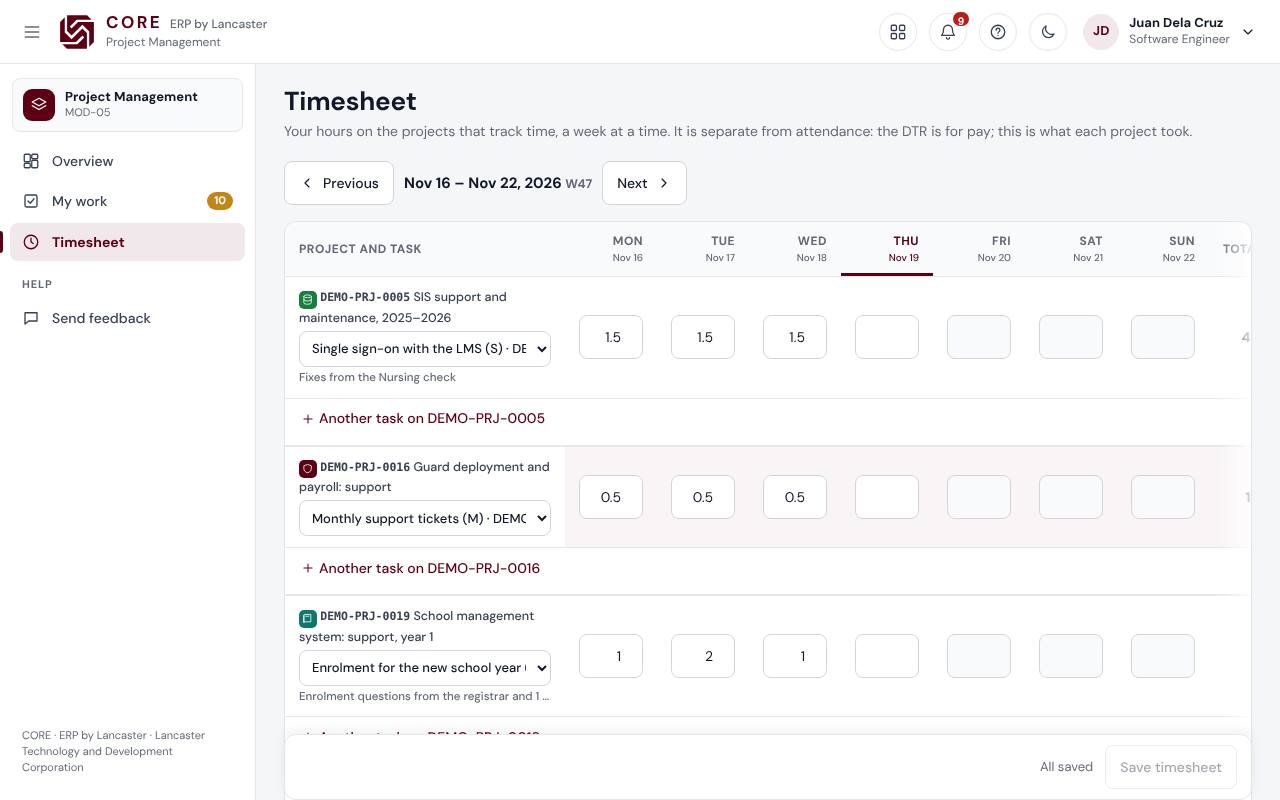 CORE ERP by Lancaster
Project Management
9
JD
Juan Dela Cruz
Software Engineer
Project Management
MOD-05
Overview
My work
10
Timesheet
HELP
Send feedback
CORE · ERP by Lancaster · Lancaster
Technology and Development
Corporation
Timesheet
Your hours on the projects that track time, a week at a time. It is separate from attendance: the DTR is for pay; this is what each project took.
Previous
Nov 16 – Nov 22, 2026 W47
Next
PROJECT AND TASK
MON
Nov 16
TUE
Nov 17
WED
Nov 18
THU
Nov 19
FRI
Nov 20
SAT
Nov 21
SUN
Nov 22
DEMO-PRJ-0005 SIS support and
maintenance, 2025–2026
Single sign-on with the LMS (S) · DE
Fixes from the Nursing check
1.5
1.5
1.5
+ Another task on DEMO-PRJ-0005
DEMO-PRJ-0016 Guard deployment and
payroll: support
Monthly support tickets (M) · DEMO
0.5
0.5
0.5
+ Another task on DEMO-PRJ-0016
DEMO-PRJ-0019 School management
system: support, year 1
Enrolment for the new school year
Enrolment questions from the registrar and 1 …
1
2
1
All saved
Save timesheet